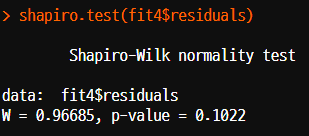 > shapiro.test(fit4$residuals)
Shapiro-Wilk normality test
data:  fit4$residuals
W = 0.96685, p-value = 0.1022